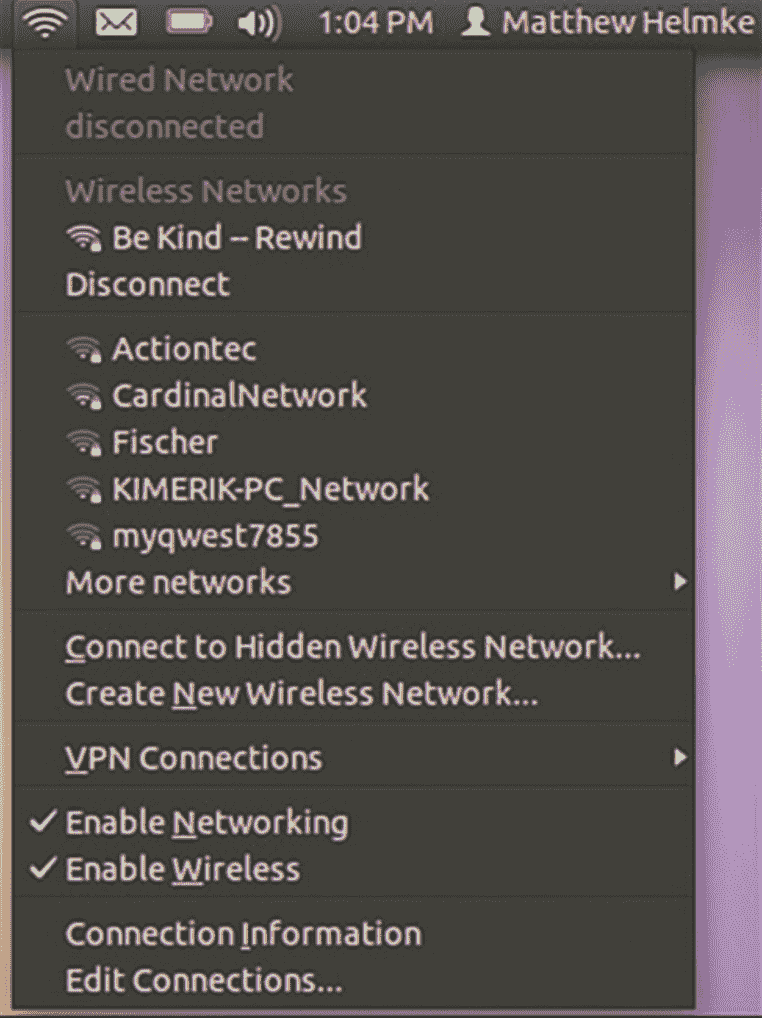 1:04 PM Matthew Helmke
Wired Network
disconnected
Wireless Networks
Be Kind -- Rewind
Disconnect
Actiontec
CardinalNetwork
Fischer
KIMERIK-PC_Network
myqwest7855
More networks
Connect to Hidden Wireless Network...
Create New Wireless Network...
VPN Connections
Enable Networking
Enable Wireless
Connection Information
Edit Connections...